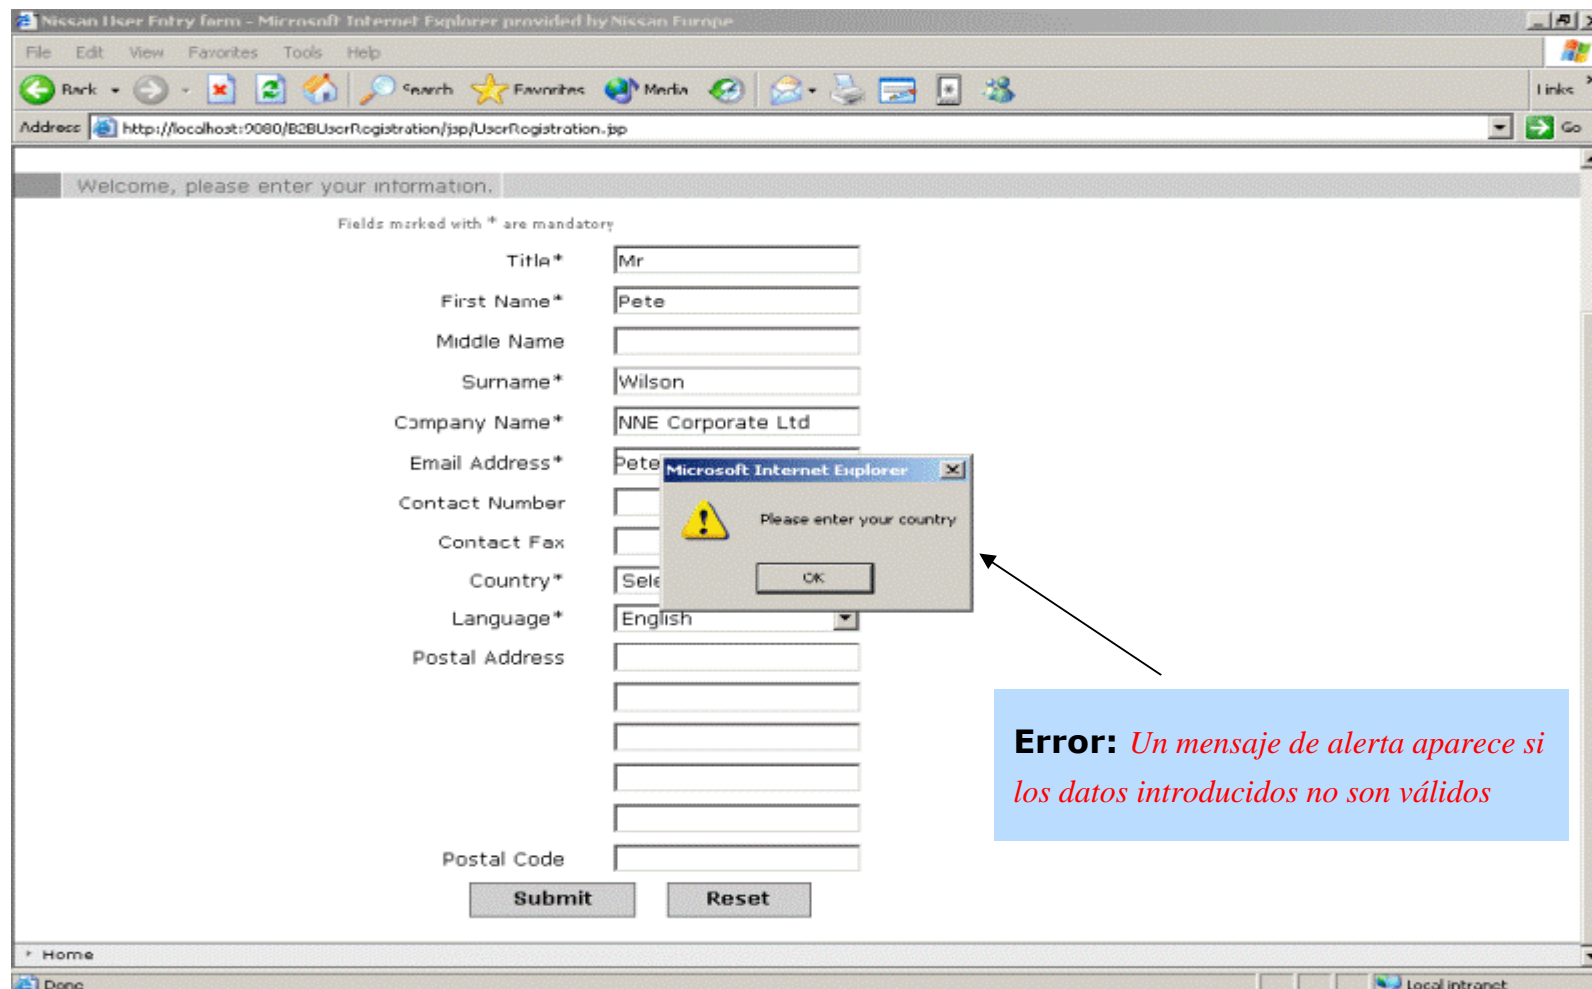 Nissan User Entry form - Microsoft Internet Explorer provided by Nissan Europe
File Edit View Favorites Tools Help
Back Search Favorites Media Links
Address http://localhost:9080/B2BUserRegistration/jsp/UserRegistration.jsp Go
Welcome, please enter your information.
Fields marked with * are mandatory
Title* Mr
First Name* Pete
Middle Name
Surname* Wilson
Company Name* NNE Corporate Ltd
Email Address* Pete
Microsoft Internet Explorer
Contact Number
Please enter your country
Contact Fax
Country* Sele
OK
Language* English
Postal Address
Error: Un mensaje de alerta aparece si
los datos introducidos no son válidos
Postal Code
Submit Reset
Home
Done Local intranet